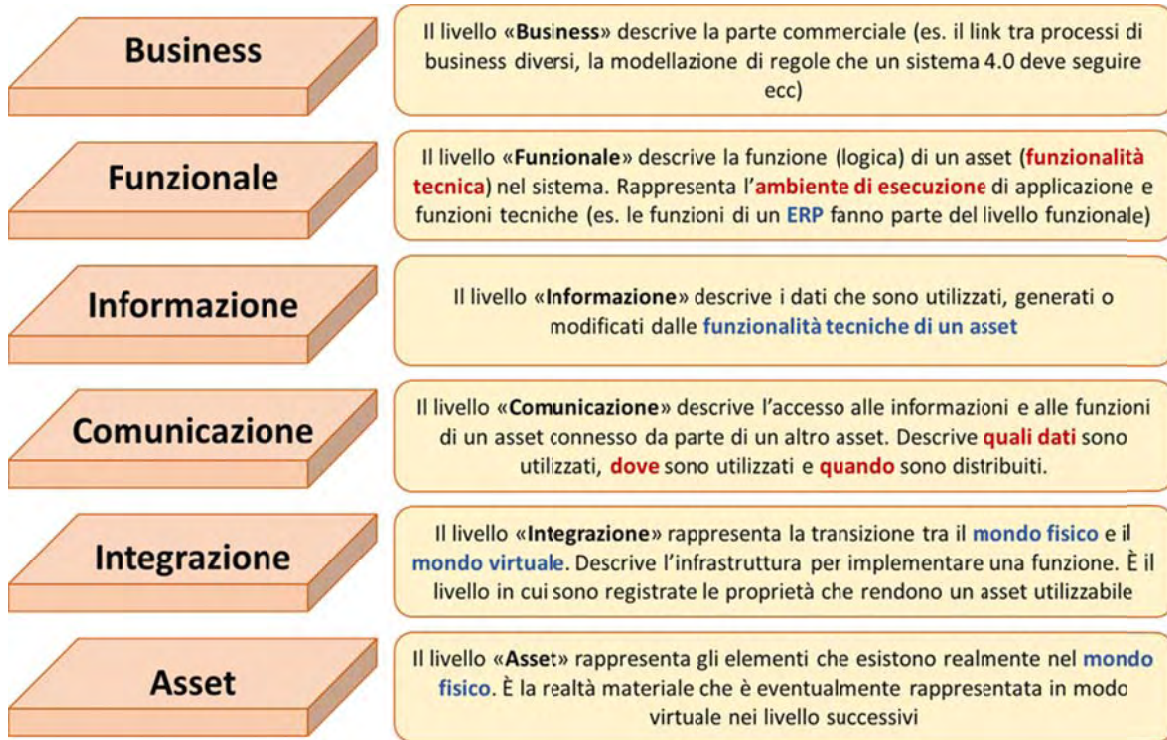 Business
Il livello «Business» descrive la parte commerciale (es. il link tra processi di
business diversi, la modellazione di regole che un sistema 4.0 deve seguire
ecc)
Funzionale
Il livello «Funzionale» descrive la funzione (logica) di un asset (funzionalità
tecnica) nel sistema. Rappresenta l'ambiente di esecuzione di applicazione e
funzioni tecniche (es. le funzioni di un ERP fanno parte del livello funzionale)
Informazione
Il livello «Informazione» descrive i dati che sono utilizzati, generati o
modificati dalle funzionalità tecniche di un asset
Comunicazione
Il livello «Comunicazione» descrive l'accesso alle informazioni e alle funzioni
di un asset connesso da parte di un altro asset. Descrive quali dati sono
utilizzati, dove sono utilizzati e quando sono distribuiti.
Integrazione
Il livello «Integrazione» rappresenta la transizione tra il mondo fisico e il
mondo virtuale. Descrive l'infrastruttura per implementare una funzione. È il
livello in cui sono registrate le proprietà che rendono un asset utilizzabile
Asset
Il livello «Asset» rappresenta gli elementi che esistono realmente nel mondo
fisico. È la realtà materiale che è eventualmente rappresentata in modo
virtuale nei livello successivi